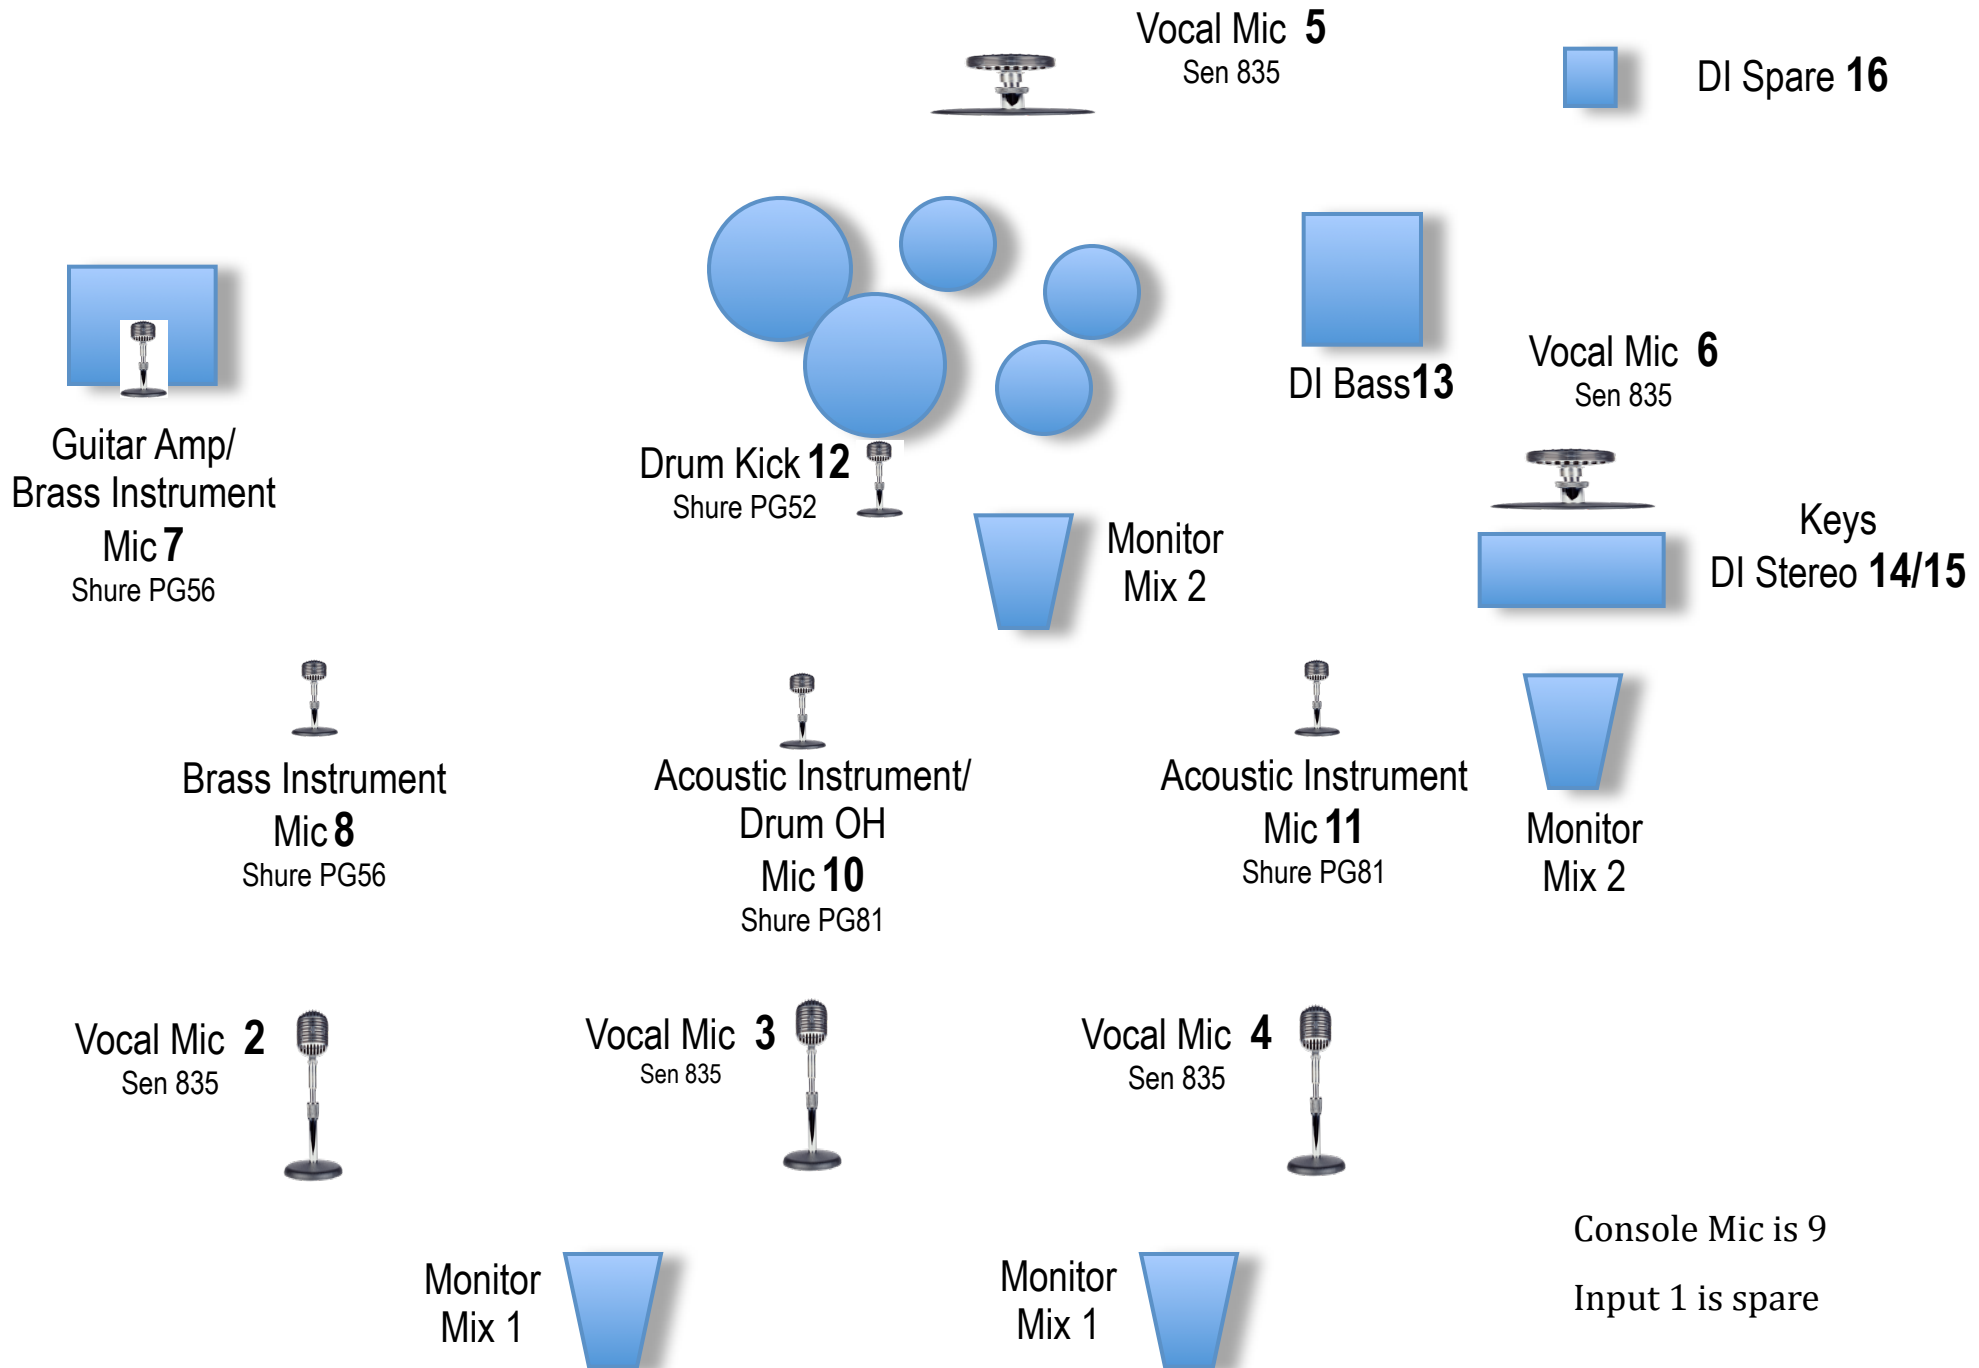 Vocal Mic 5
Sen 835
DI Spare 16
Guitar Amp/
Brass Instrument
Mic 7
Shure PG56
Drum Kick 12
Shure PG52
DI Bass13
Vocal Mic 6
Sen 835
Monitor
Mix 2
Keys
DI Stereo 14/15
Brass Instrument
Mic 8
Shure PG56
Acoustic Instrument/
Drum OH
Mic 10
Shure PG81
Acoustic Instrument
Mic 11
Shure PG81
Monitor
Mix 2
Vocal Mic 2
Sen 835
Vocal Mic 3
Sen 835
Vocal Mic 4
Sen 835
Monitor
Mix 1
Monitor
Mix 1
Console Mic is 9
Input 1 is spare